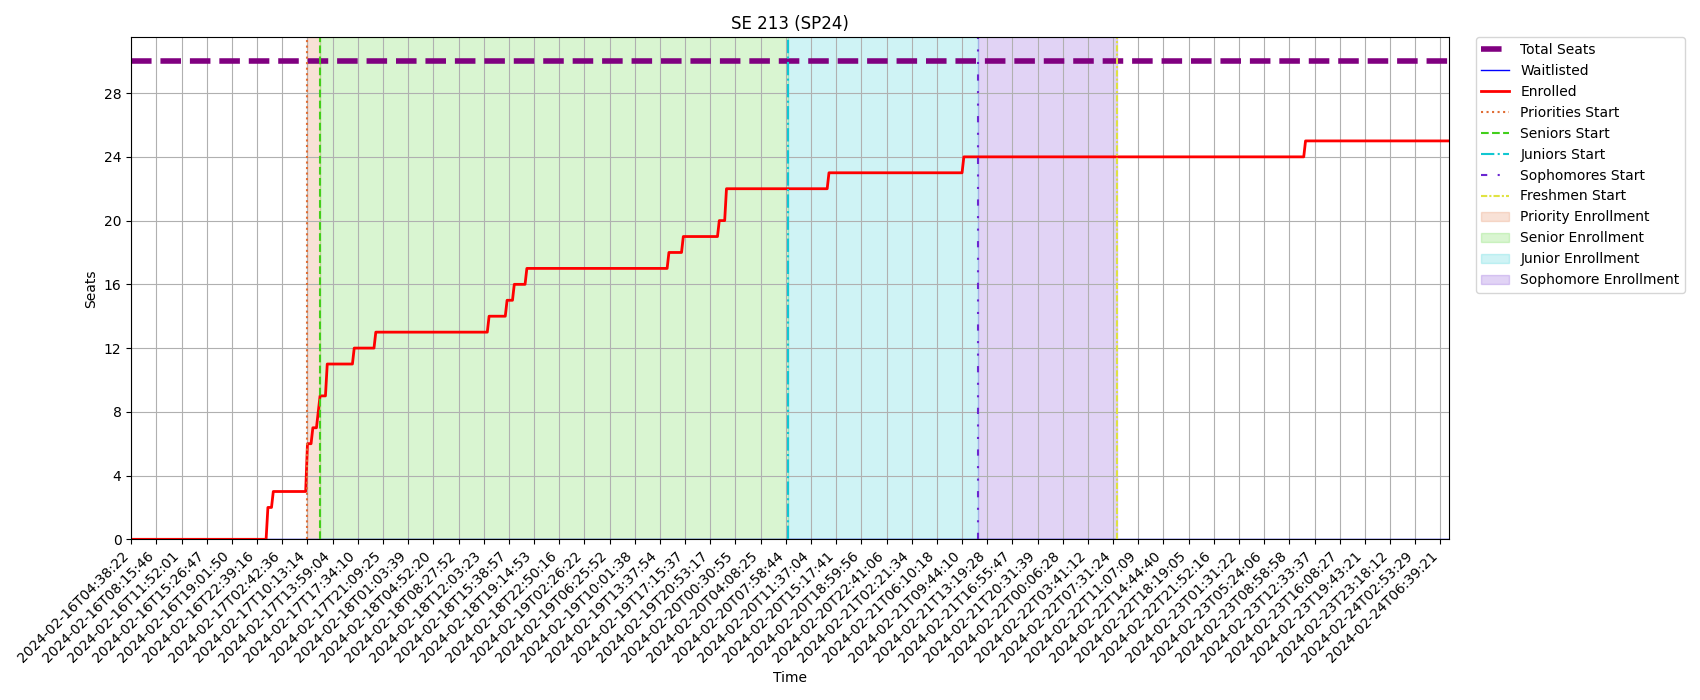 SE 213 (SP24)
Total Seats
Waitlisted
Enrolled
Priorities Start
Seniors Start
Juniors Start
Sophomores Start
Freshmen Start
Priority Enrollment
Senior Enrollment
Junior Enrollment
Sophomore Enrollment
Seats
28
24
20
16
12
8
4
0
2024-02-16T04:38:22
2024-02-16T08:15:46
2024-02-16T11:52:01
2024-02-16T15:26:47
2024-02-16T19:01:50
2024-02-16T22:39:16
2024-02-17T02:42:36
2024-02-17T10:13:14
2024-02-17T13:59:04
2024-02-17T17:34:10
2024-02-17T21:09:25
2024-02-18T01:03:39
2024-02-18T04:52:20
2024-02-18T08:27:52
2024-02-18T12:03:23
2024-02-18T15:38:57
2024-02-18T19:14:53
2024-02-18T22:50:16
2024-02-19T02:26:22
2024-02-19T06:25:52
2024-02-19T10:01:38
2024-02-19T13:37:54
2024-02-19T17:15:37
2024-02-19T20:53:17
2024-02-20T00:30:55
2024-02-20T04:08:25
2024-02-20T07:58:44
2024-02-20T11:37:04
2024-02-20T15:17:41
2024-02-20T18:59:56
2024-02-20T22:41:06
2024-02-21T02:21:34
2024-02-21T06:10:18
2024-02-21T09:44:10
2024-02-21T13:19:28
2024-02-21T16:55:47
2024-02-21T20:31:39
2024-02-22T00:06:28
2024-02-22T03:41:12
2024-02-22T07:31:24
2024-02-22T11:07:09
2024-02-22T14:44:40
2024-02-22T18:19:05
2024-02-22T21:52:16
2024-02-23T01:31:22
2024-02-23T05:24:06
2024-02-23T08:58:58
2024-02-23T12:33:37
2024-02-23T16:08:27
2024-02-23T19:43:21
2024-02-23T23:18:12
2024-02-24T02:53:29
2024-02-24T06:39:21
Time